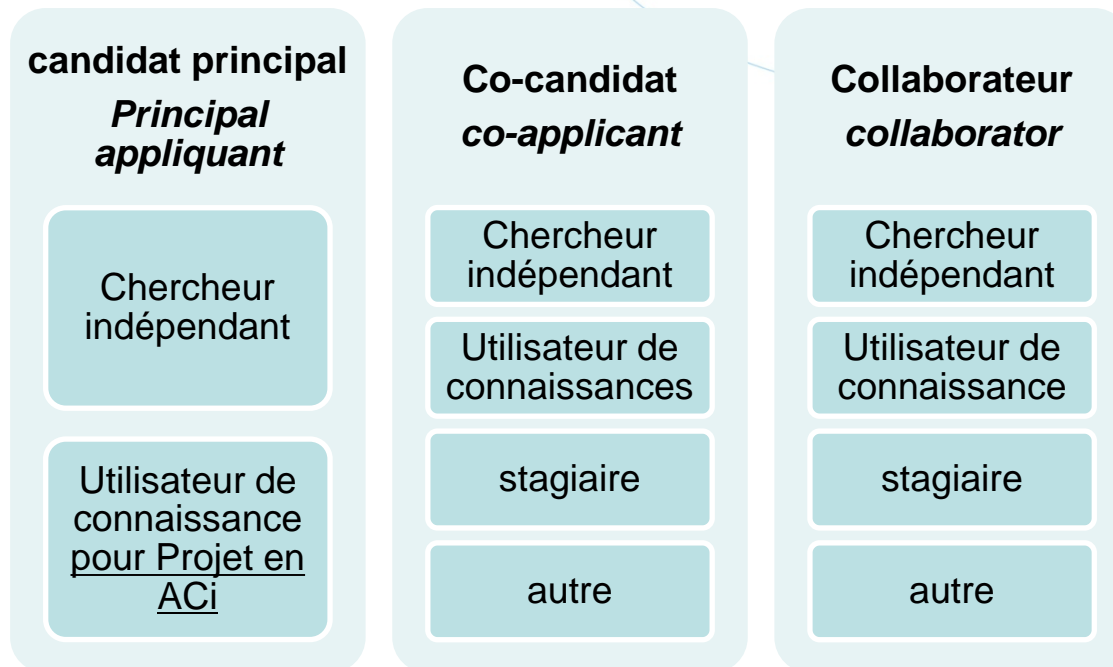 candidat principal
Principal
appliquant
Chercheur
indépendant
Utilisateur de
connaissance
pour Projet en
ACi
Co-candidat
co-applicant
Chercheur
indépendant
Utilisateur de
connaissances
stagiaire
autre
Collaborateur
collaborator
Chercheur
indépendant
Utilisateur de
connaissance
stagiaire
autre